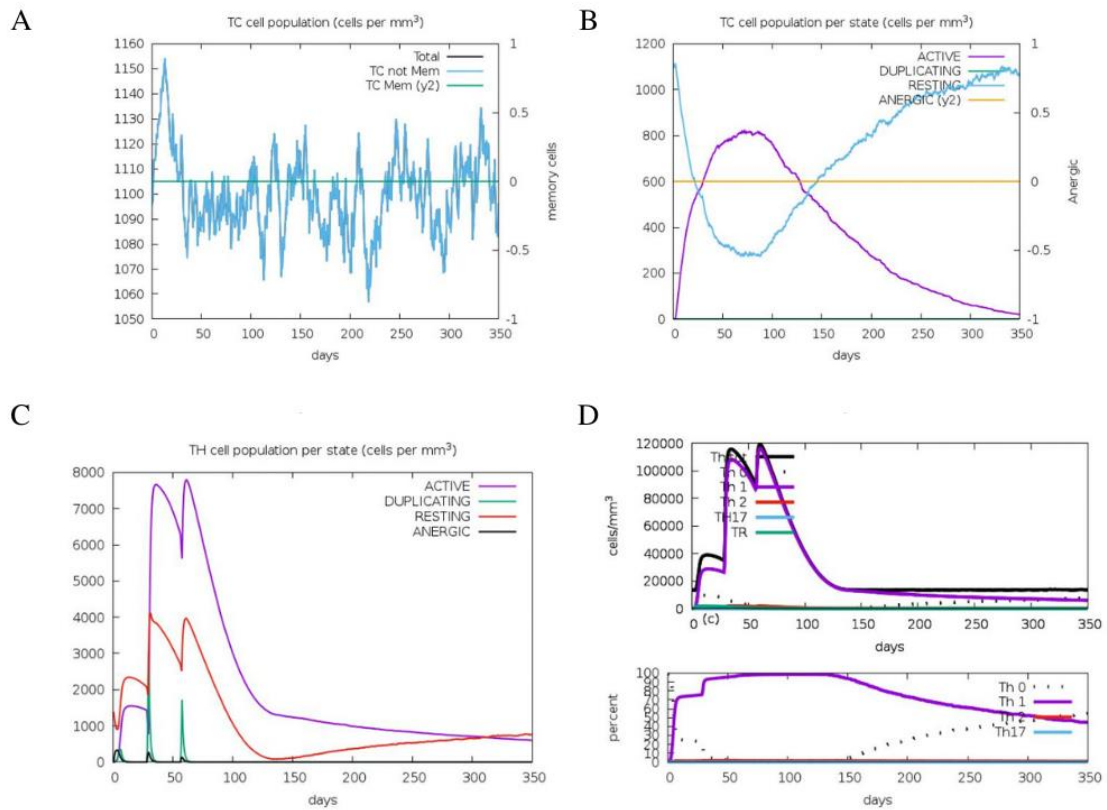 A
TC cell population (cells per mm³)
1160
1150
1140
1130
1120
1110
1100
1090
1080
1070
1060
1050
Total
TC not Mem
TC Mem (y2)
1
0.5
0
-0.5
-1
memory cells
0 50 100 150 200 250 300 350
days
B
TC cell population per state (cells per mm³)
1200
1000
800
600
400
200
0
ACTIVE
DUPLICATING
RESTING
ANERGIC (y2)
1
0.5
0
-0.5
-1
Anergic
0 50 100 150 200 250 300 350
days
C
TH cell population per state (cells per mm³)
8000
7000
6000
5000
4000
3000
2000
1000
0
ACTIVE
DUPLICATING
RESTING
ANERGIC
0 50 100 150 200 250 300 350
days
D
cells/mm³
120000
100000
80000
60000
40000
20000
0
Th 1
Th 2
TH17
TR
(c)
0 50 100 150 200 250 300 350
days
percent
100
90
80
70
60
50
40
30
20
10
0
Th 0
Th 1
Th 2
Th17
0 50 100 150 200 250 300 350
days